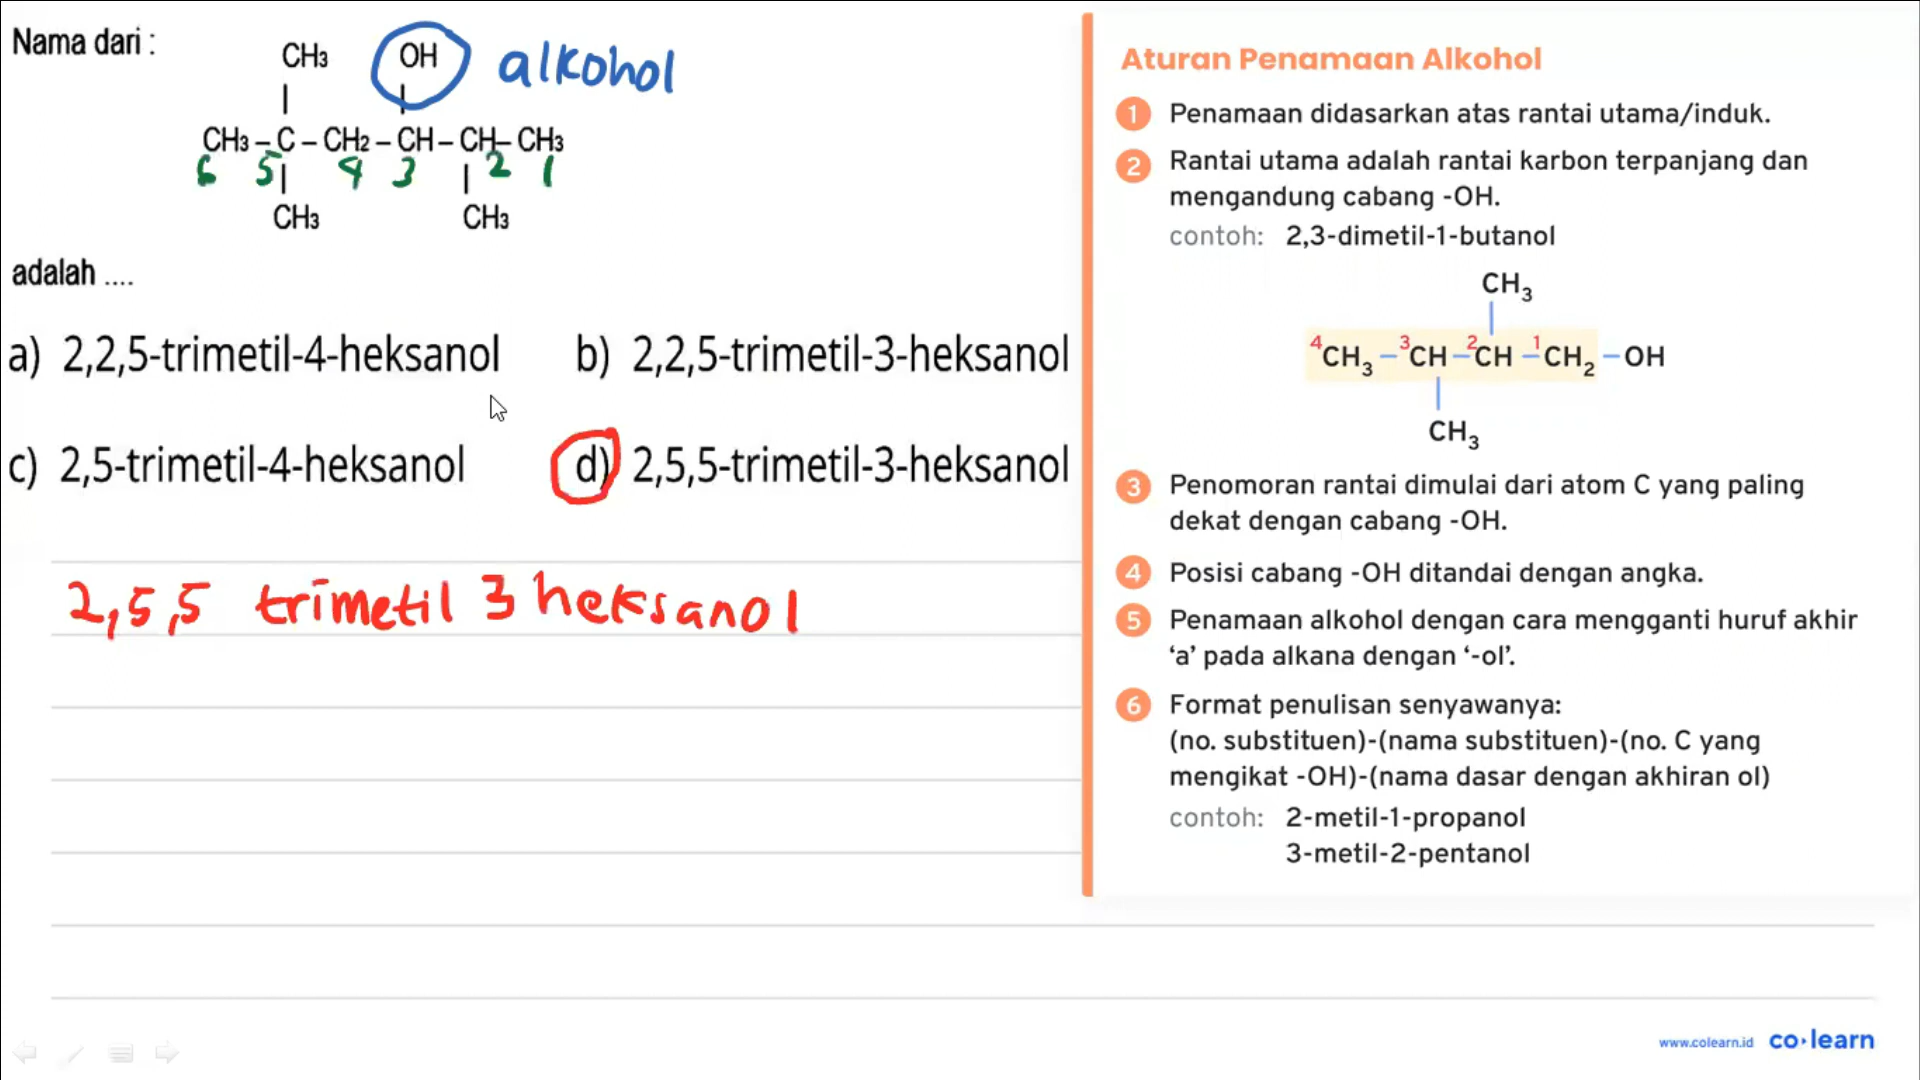 Nama dari :
CH3 OH alkohol
CH3 – C – CH2 – CH – CH – CH3
6 5 4 3 2 1
CH3 CH3
adalah ....
a) 2,2,5-trimetil-4-heksanol b) 2,2,5-trimetil-3-heksanol
c) 2,5-trimetil-4-heksanol d) 2,5,5-trimetil-3-heksanol
2,5,5 trimetil 3 heksanol
Aturan Penamaan Alkohol
1 Penamaan didasarkan atas rantai utama/induk.
2 Rantai utama adalah rantai karbon terpanjang dan
mengandung cabang -OH.
contoh: 2,3-dimetil-1-butanol
CH3
4CH3 – 3CH – 2CH – 1CH2 – OH
CH3
3 Penomoran rantai dimulai dari atom C yang paling
dekat dengan cabang -OH.
4 Posisi cabang -OH ditandai dengan angka.
5 Penamaan alkohol dengan cara mengganti huruf akhir
‘a’ pada alkana dengan ‘-ol’.
6 Format penulisan senyawanya:
(no. substituen)-(nama substituen)-(no. C yang
mengikat -OH)-(nama dasar dengan akhiran ol)
contoh: 2-metil-1-propanol
3-metil-2-pentanol
www.colearn.id co·learn